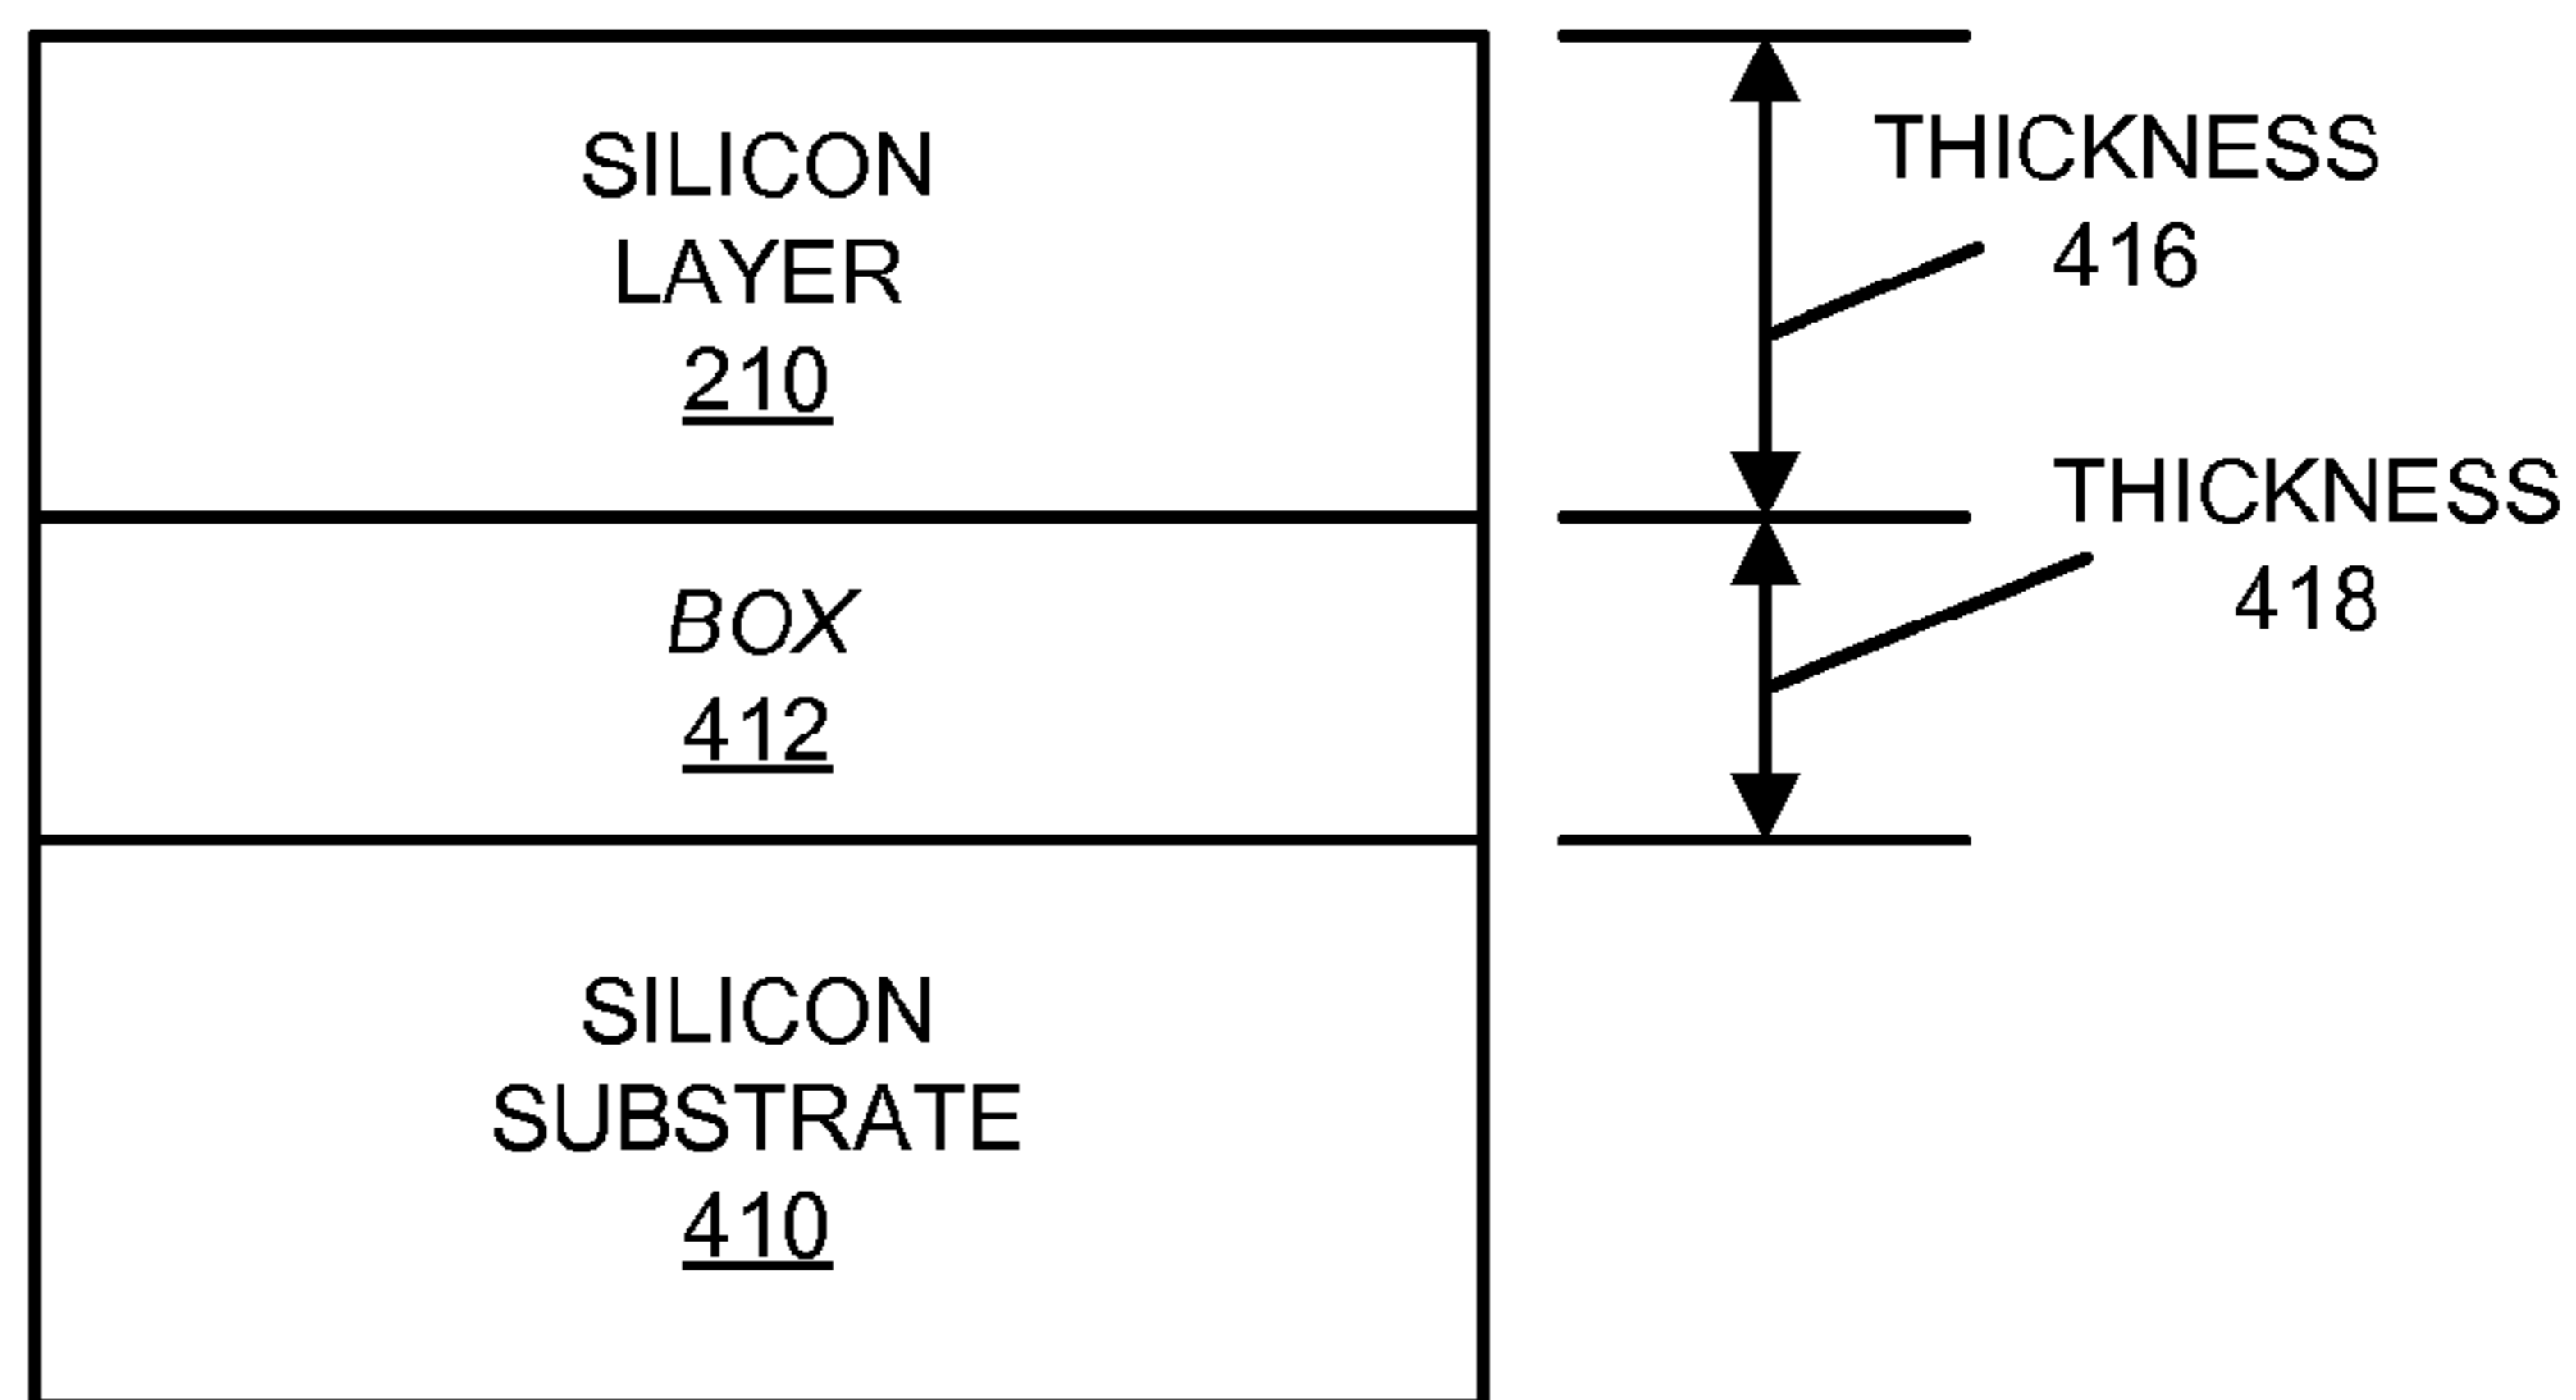 SILICON
LAYER
210
THICKNESS
416
BOX
412
THICKNESS
418
SILICON
SUBSTRATE
410